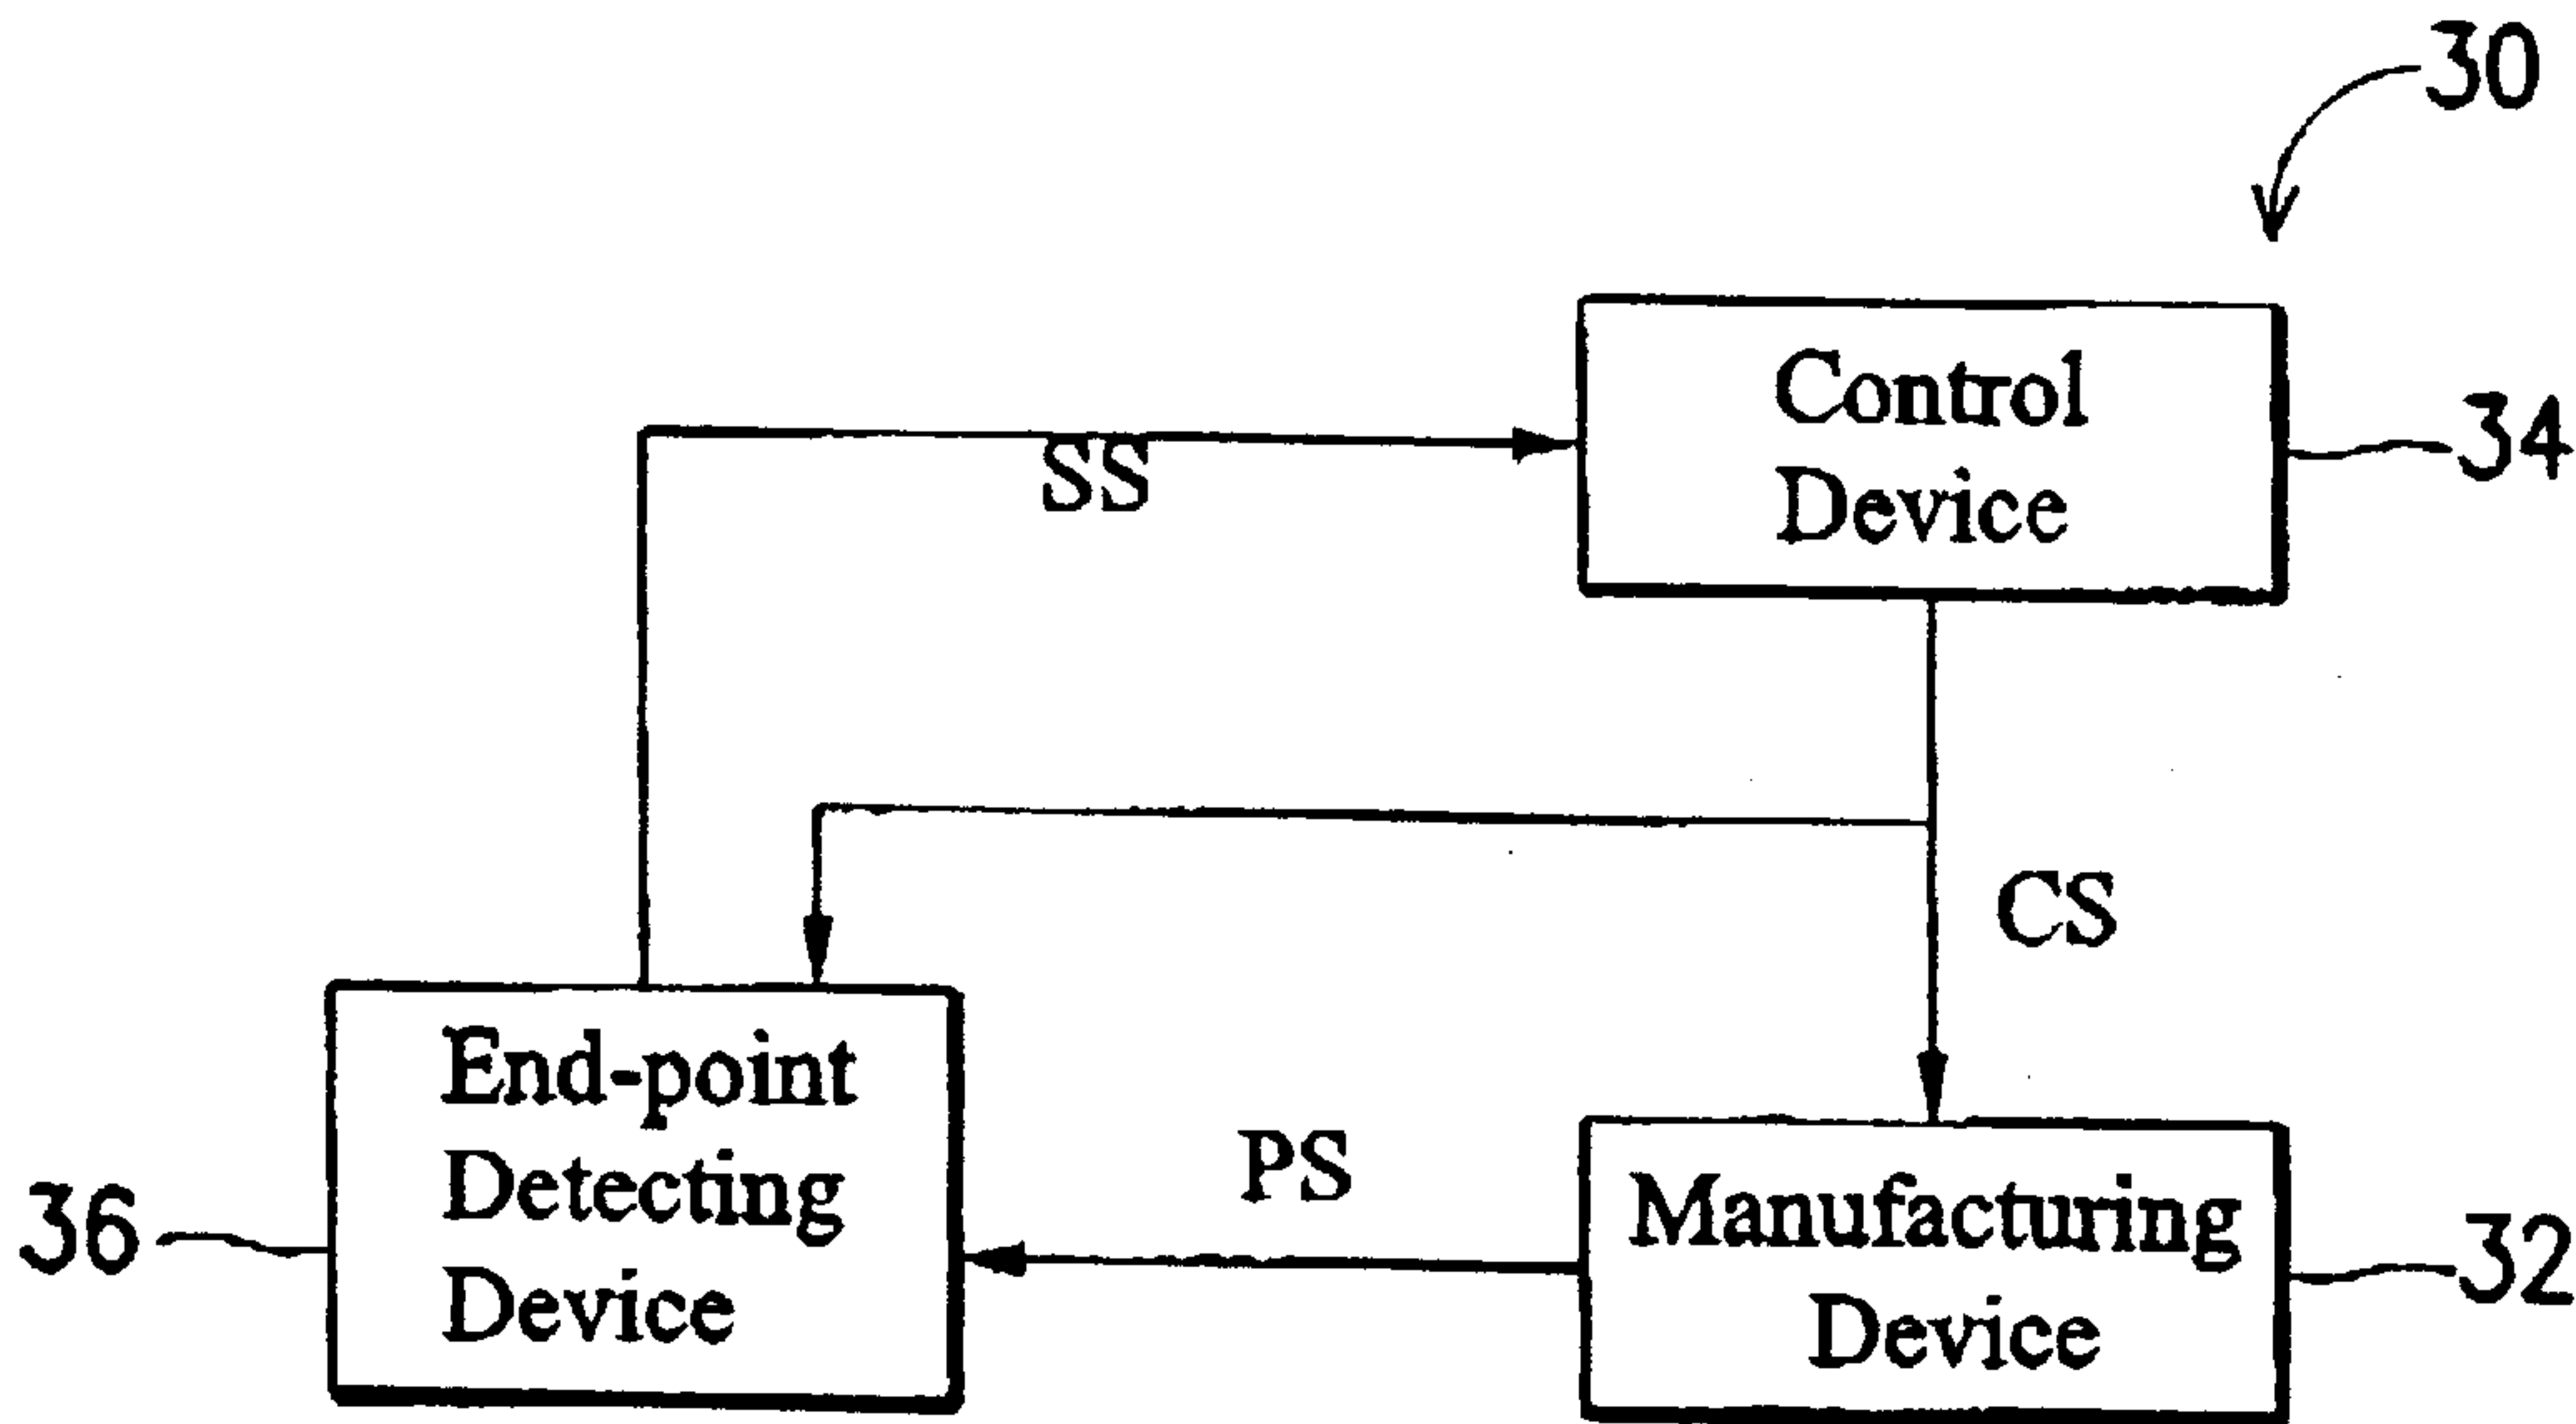 30
Control
Device
34
SS
CS
End-point
Detecting
Device
36
PS
Manufacturing
Device
32